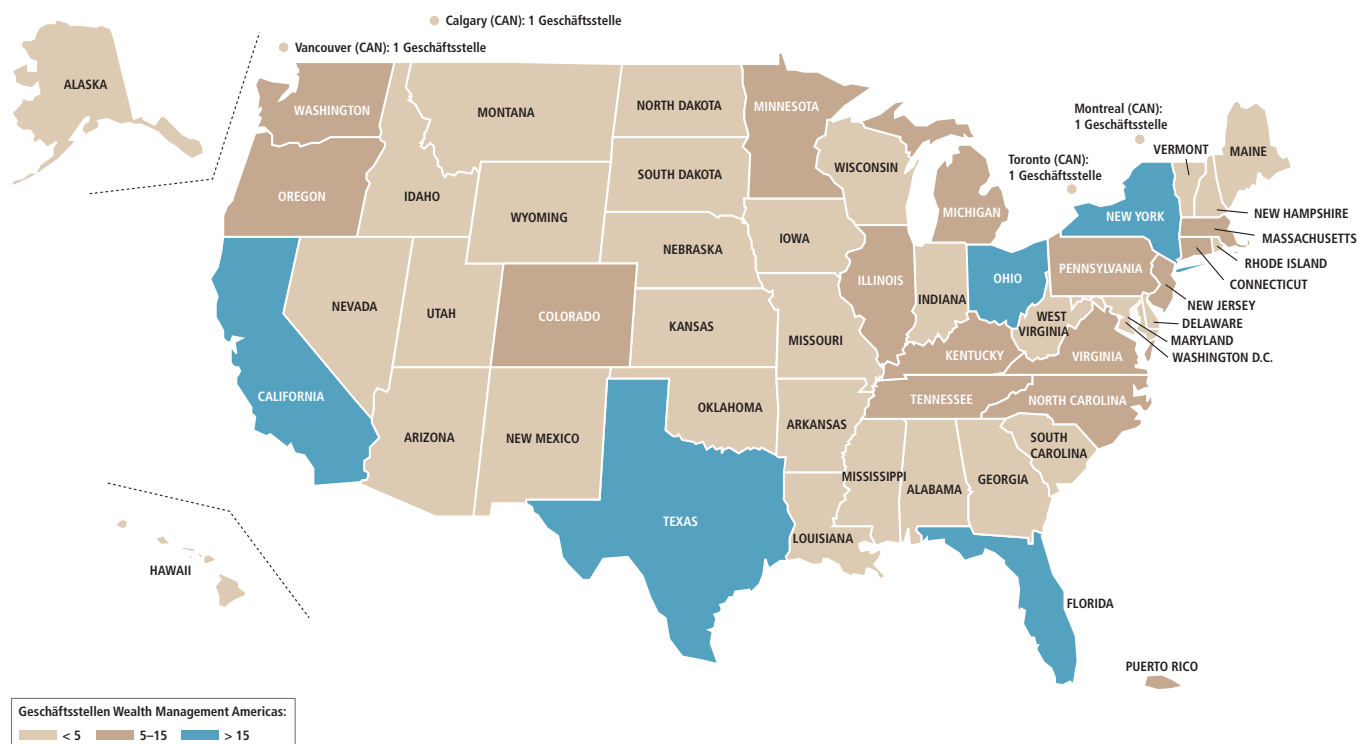 Calgary (CAN): 1 Geschäftsstelle
Vancouver (CAN): 1 Geschäftsstelle
ALASKA
WASHINGTON
MONTANA
NORTH DAKOTA
MINNESOTA
Montreal (CAN):
1 Geschäftsstelle
VERMONT
MAINE
Toronto (CAN):
1 Geschäftsstelle
WISCONSIN
SOUTH DAKOTA
OREGON
IDAHO
WYOMING
MICHIGAN
NEW YORK
NEW HAMPSHIRE
MASSACHUSETTS
RHODE ISLAND
CONNECTICUT
NEBRASKA
IOWA
PENNSYLVANIA
NEVADA
UTAH
COLORADO
KANSAS
MISSOURI
ILLINOIS
INDIANA
OHIO
WEST
VIRGINIA
NEW JERSEY
DELAWARE
MARYLAND
WASHINGTON D.C.
KENTUCKY
VIRGINIA
CALIFORNIA
TENNESSEE
NORTH CAROLINA
ARIZONA
NEW MEXICO
OKLAHOMA
ARKANSAS
SOUTH
CAROLINA
MISSISSIPPI
ALABAMA
GEORGIA
TEXAS
LOUISIANA
HAWAII
FLORIDA
PUERTO RICO
Geschäftsstellen Wealth Management Americas:
< 5 5–15 > 15